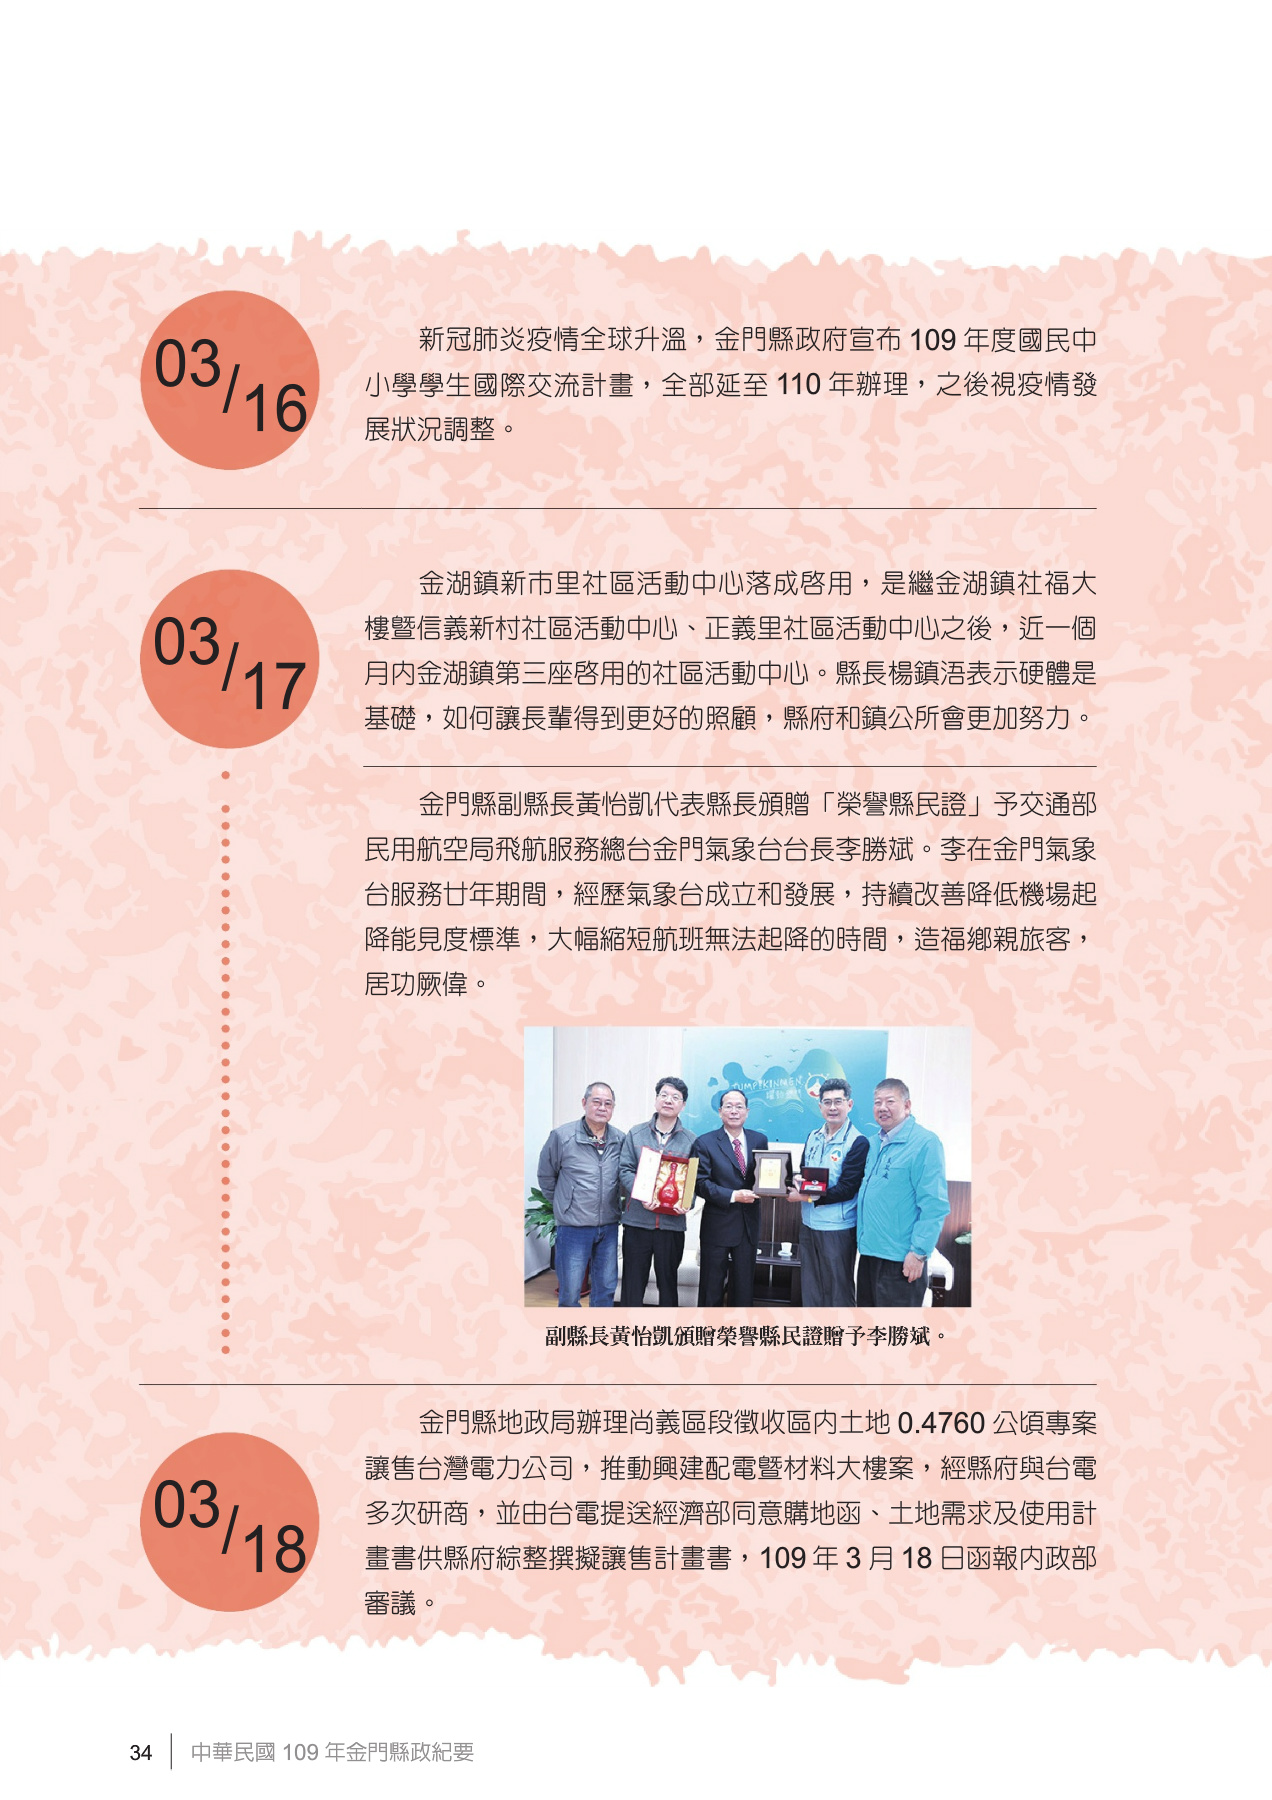 03/16
新冠肺炎疫情全球升溫，金門縣政府宣布 109 年度國民中
小學學生國際交流計畫，全部延至 110 年辦理，之後視疫情發
展狀況調整。
03/17
金湖鎮新市里社區活動中心落成啓用，是繼金湖鎮社福大
樓暨信義新村社區活動中心、正義里社區活動中心之後，近一個
月內金湖鎮第三座啓用的社區活動中心。縣長楊鎮浯表示硬體是
基礎，如何讓長輩得到更好的照顧，縣府和鎮公所會更加努力。
金門縣副縣長黃怡凱代表縣長頒贈「榮譽縣民證」予交通部
民用航空局飛航服務總台金門氣象台台長李勝斌。李在金門氣象
台服務廿年期間，經歷氣象台成立和發展，持續改善降低機場起
降能見度標準，大幅縮短航班無法起降的時間，造福鄉親旅客，
居功厥偉。
副縣長黃怡凱頒贈榮譽縣民證贈予李勝斌。
03/18
金門縣地政局辦理尚義區段徵收區內土地 0.4760 公頃專案
讓售台灣電力公司，推動興建配電暨材料大樓案，經縣府與台電
多次研商，並由台電提送經濟部同意購地函、土地需求及使用計
畫書供縣府綜整撰擬讓售計畫書，109 年 3 月 18 日函報內政部
審議。
34 中華民國 109 年金門縣政紀要